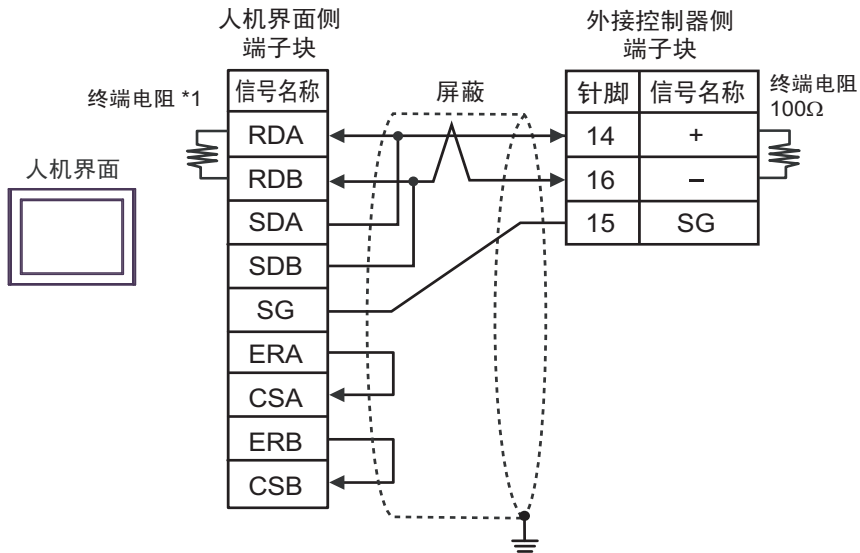 人机界面侧
端子块
外接控制器侧
端子块
终端电阻 *1
信号名称
屏蔽
针脚
信号名称
终端电阻
100Ω
RDA
14
+
人机界面
RDB
16
−
SDA
15
SG
SDB
SG
ERA
CSA
ERB
CSB